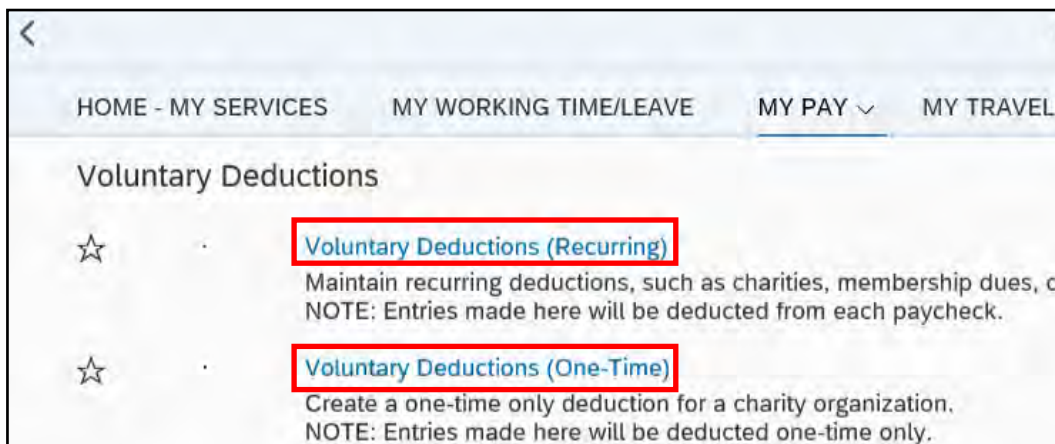 HOME - MY SERVICES MY WORKING TIME/LEAVE MY PAY MY TRAVEL
Voluntary Deductions
Voluntary Deductions (Recurring)
Maintain recurring deductions, such as charities, membership dues,
NOTE: Entries made here will be deducted from each paycheck.
Voluntary Deductions (One-Time)
Create a one-time only deduction for a charity organization.
NOTE: Entries made here will be deducted one-time only.